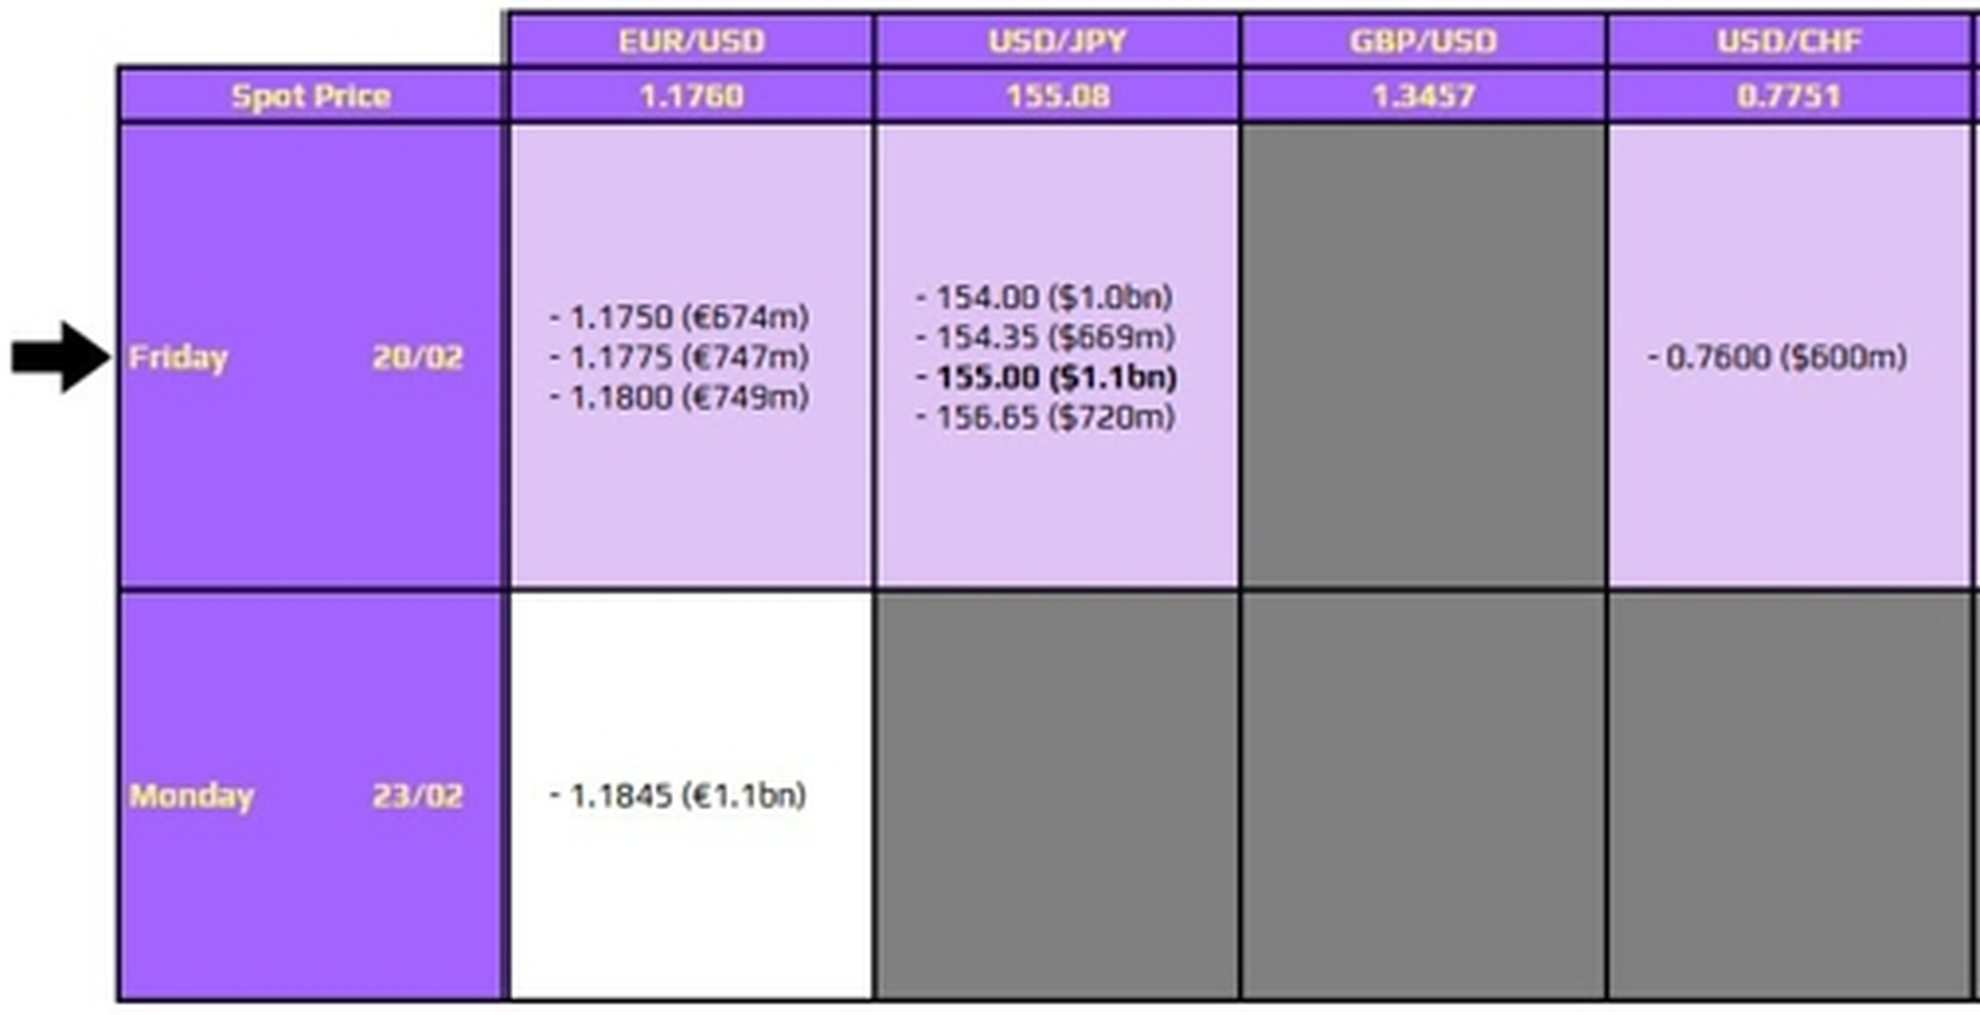 EUR/USD USD/JPY GBP/USD USD/CHF
Spot Price 1.1760 155.08 1.3457 0.7751
Friday 20/02
- 1.1750 (€674m)
- 1.1775 (€747m)
- 1.1800 (€749m)
- 154.00 ($1.0bn)
- 154.35 ($669m)
- 155.00 ($1.1bn)
- 156.65 ($720m)
- 0.7600 ($600m)
Monday 23/02
- 1.1845 (€1.1bn)